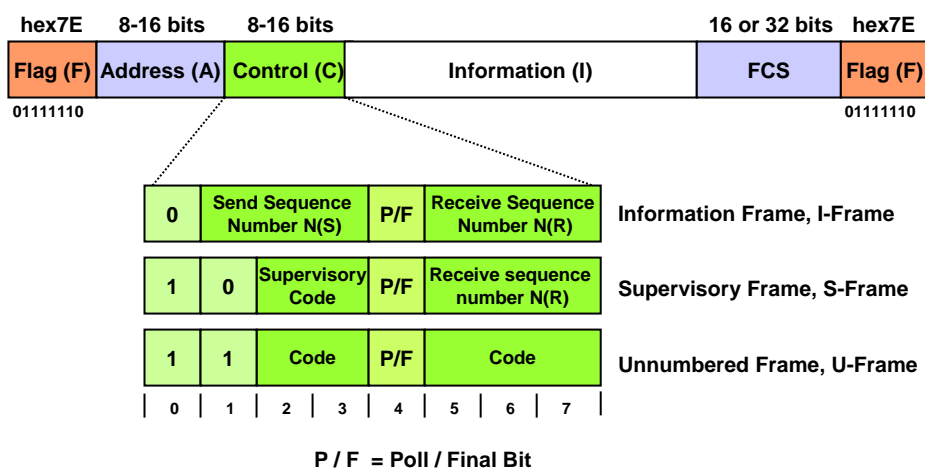 hex7E 8-16 bits 8-16 bits 16 or 32 bits hex7E
Flag (F) Address (A) Control (C) Information (I) FCS Flag (F)
01111110 01111110
0 Send Sequence Number N(S) P/F Receive Sequence Number N(R) Information Frame, I-Frame
1 0 Supervisory Code P/F Receive sequence number N(R) Supervisory Frame, S-Frame
1 1 Code P/F Code Unnumbered Frame, U-Frame
0 1 2 3 4 5 6 7
P / F = Poll / Final Bit